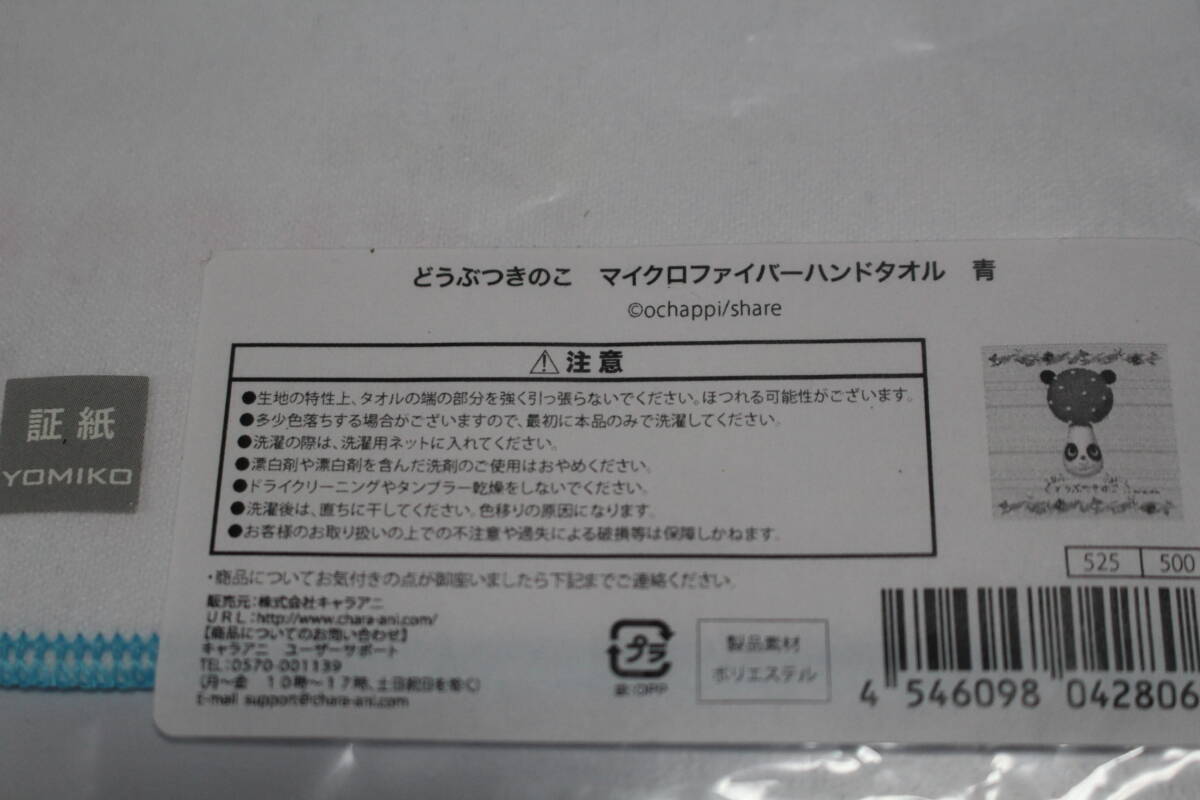 どうぶつきのこ　マイクロファイバーハンドタオル　青
©ochappi/share
⚠注意
●生地の特性上、タオルの端の部分を強く引っ張らないでください。ほつれる可能性がございます。
●多少色落ちする場合がございますので、最初に本品のみで洗濯してください。
●洗濯の際は、洗濯用ネットに入れてください。
●漂白剤や漂白剤を含んだ洗剤のご使用はおやめください。
●ドライクリーニングやタンブラー乾燥をしないでください。
●洗濯後は、直ちに干してください。色移りの原因になります。
●お客様のお取り扱いの上での不注意や過失による破損等は保障しかねます。
証紙
YOMIKO
どうぶつきのこ
525 500
・商品についてお気付きの点が御座いましたら下記までご連絡ください。
販売元:株式会社キャラアニ
URL:http://www.chara-ani.com/
【商品についてのお問い合わせ】
キャラアニ　ユーザーサポート
TEL:0570-001139
(月〜金　10時〜17時、土日祝日を除く)
E-mail support@chara-ani.com
プラ
袋:OPP
製品素材
ポリエステル
4 546098 042806